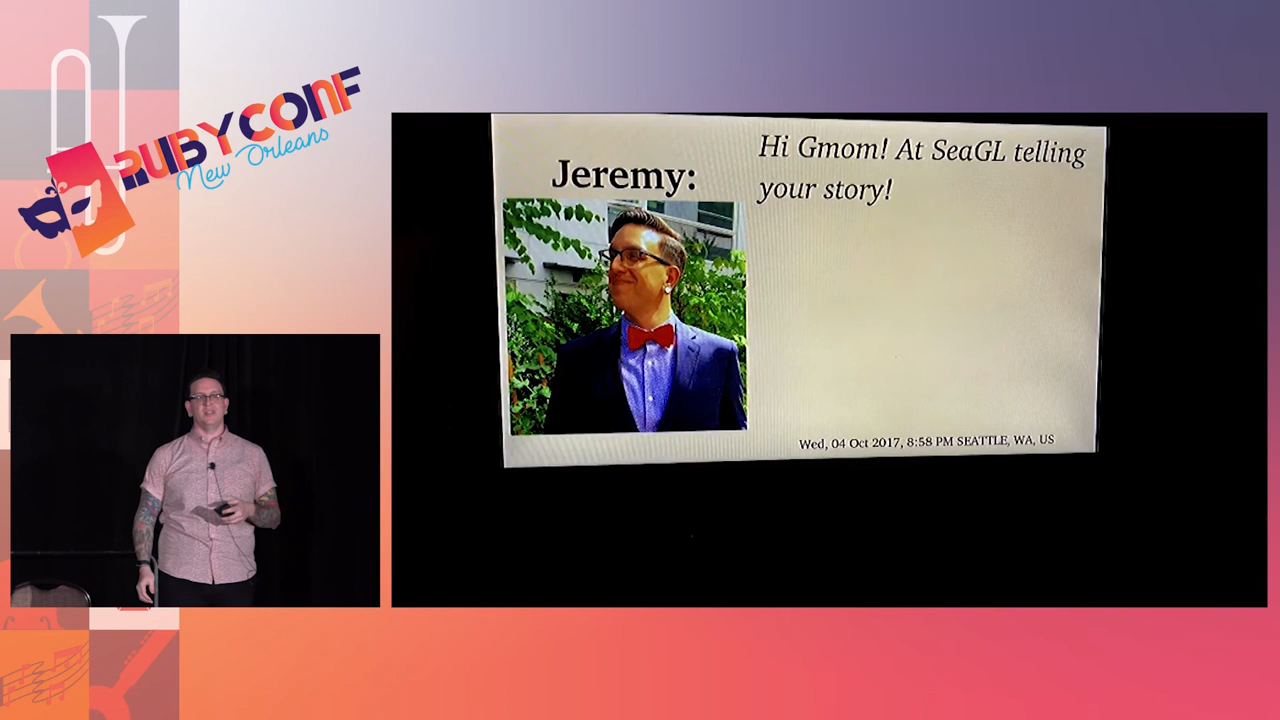 RUBYCONF
New Orleans
Jeremy:
Hi Gmom! At SeaGL telling
your story!
Wed, 04 Oct 2017, 8:58 PM SEATTLE, WA, US